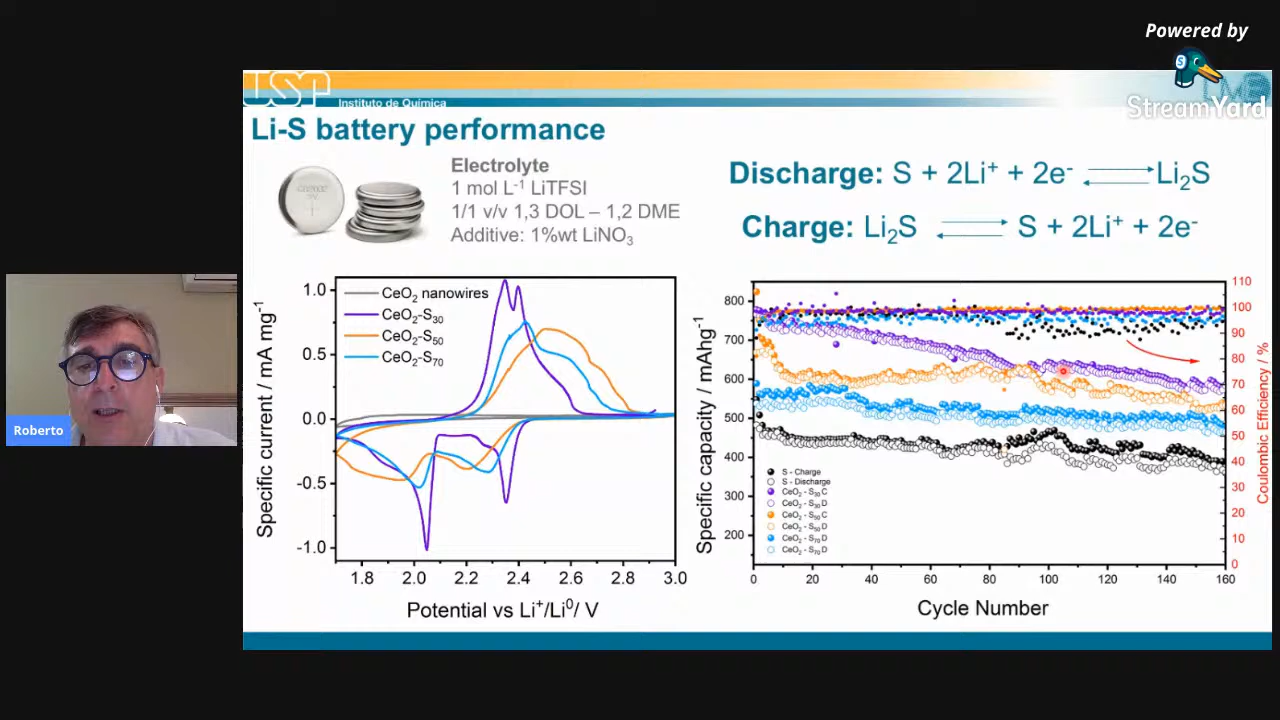 Powered by
StreamYard
USP
Instituto de Química
Li-S battery performance
Electrolyte
1 mol L⁻¹ LiTFSI
1/1 v/v 1,3 DOL – 1,2 DME
Additive: 1%wt LiNO₃
Discharge: S + 2Li⁺ + 2e⁻ ⇌ Li₂S
Charge: Li₂S ⇌ S + 2Li⁺ + 2e⁻
Roberto
Specific current / mA mg⁻¹
1.0
0.5
0.0
-0.5
-1.0
CeO₂ nanowires
CeO₂-S₃₀
CeO₂-S₅₀
CeO₂-S₇₀
1.8 2.0 2.2 2.4 2.6 2.8 3.0
Potential vs Li⁺/Li⁰/ V
Specific capacity / mAhg⁻¹
800
700
600
500
400
300
200
S - Charge
S - Discharge
CeO₂ - S₃₀ C
CeO₂ - S₃₀ D
CeO₂ - S₅₀ C
CeO₂ - S₅₀ D
CeO₂ - S₇₀ C
CeO₂ - S₇₀ D
0 20 40 60 80 100 120 140 160
Cycle Number
110
100
90
80
70
60
50
40
30
20
10
0
Coulombic Efficiency / %